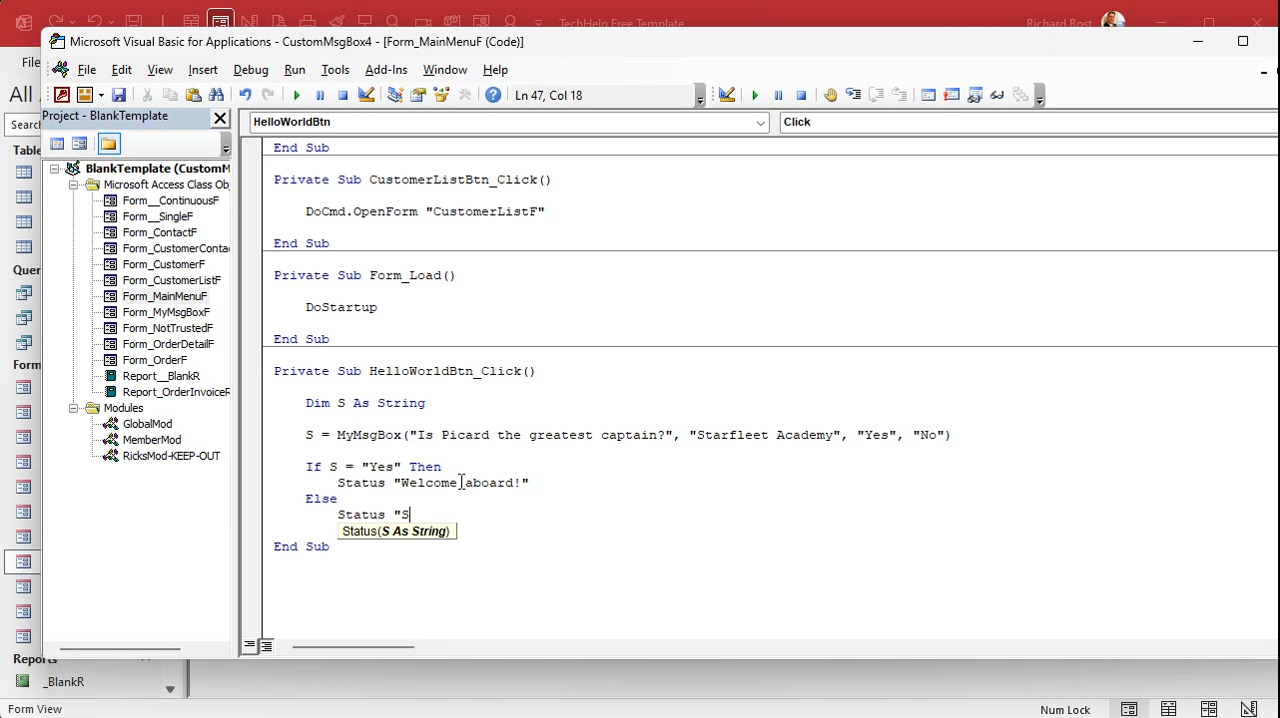 TechHelp Free Template
Richard Rost
Microsoft Visual Basic for Applications - CustomMsgBox4 - [Form_MainMenuF (Code)]
File
Edit
View
Insert
Debug
Run
Tools
Add-Ins
Window
Help
Ln 47, Col 18
Project - BlankTemplate
HelloWorldBtn
Click
All
Sear
Table
Quer
Form
Reports
_BlankR
BlankTemplate (CustomM
Microsoft Access Class Obj
Form__ContinuousF
Form__SingleF
Form_ContactF
Form_CustomerConta
Form_CustomerF
Form_CustomerListF
Form_MainMenuF
Form_MyMsgBoxF
Form_NotTrustedF
Form_OrderDetailF
Form_OrderF
Report__BlankR
Report_OrderInvoiceR
Modules
GlobalMod
MemberMod
RicksMod-KEEP-OUT
End Sub
Private Sub CustomerListBtn_Click()
DoCmd.OpenForm "CustomerListF"
End Sub
Private Sub Form_Load()
DoStartup
End Sub
Private Sub HelloWorldBtn_Click()
Dim S As String
S = MyMsgBox("Is Picard the greatest captain?", "Starfleet Academy", "Yes", "No")
If S = "Yes" Then
Status "Welcome aboard!"
Else
Status "S
Status(S As String)
End Sub
Form View
Num Lock